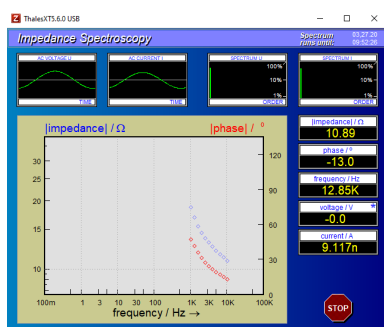 ThalesXT5.6.0 USB
Impedance Spectroscopy
Spectrum 03,27.20
runs until: 09:52.26
AC VOLTAGE U
AC CURRENT I
SPECTRUM U
SPECTRUM I
100%
100%
10%
10%
1%
1%
TIME
TIME
ORDER
ORDER
|impedance| / Ω
|phase| / °
30
25
20
15
10
120
90
60
30
0
100m 1 3 10 30 100 1K 3K 10K 100K
frequency / Hz →
|impedance| / Ω
10.89
phase / °
-13.0
frequency / Hz
12.85K
voltage / V *
-0.0
current / A
9.117n
STOP